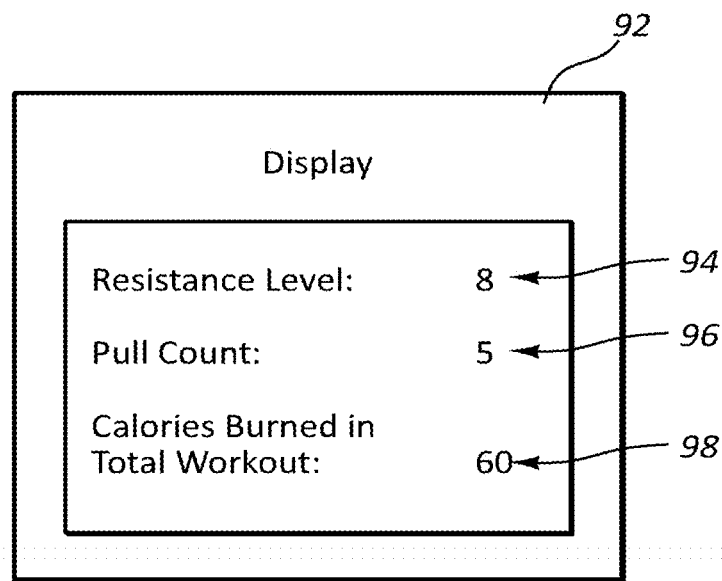 92
Display
Resistance Level: 8 94
Pull Count: 5 96
Calories Burned in
Total Workout: 60 98